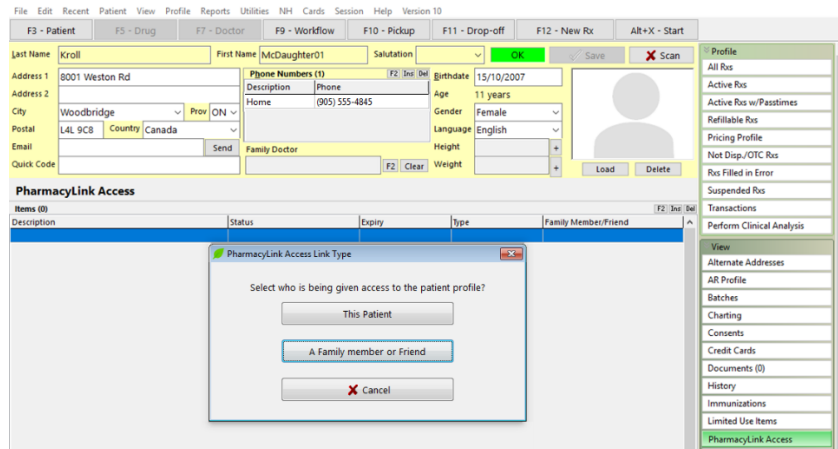 File Edit Recent Patient View Profile Reports Utilities NH Cards Session Help Version 10
F3 - Patient F5 - Drug F7 - Doctor F9 - Workflow F10 - Pickup F11 - Drop-off F12 - New Rx Alt+X - Start
Last Name Kroll First Name McDaughter01 Salutation OK Save Scan
Address 1 8001 Weston Rd
Address 2
City Woodbridge Prov ON
Postal L4L 9C8 Country Canada
Email Send
Quick Code
Phone Numbers (1) F2 Ins Del
Description Phone
Home (905) 555-4845
Family Doctor
F2 Clear
Birthdate 15/10/2007
Age 11 years
Gender Female
Language English
Height +
Weight +
Load Delete
PharmacyLink Access
Items (0) F2 Ins Del
Description Status Expiry Type Family Member/Friend
PharmacyLink Access Link Type
Select who is being given access to the patient profile?
This Patient
A Family member or Friend
Cancel
Profile
All Rxs
Active Rxs
Active Rxs w/Passtimes
Refillable Rxs
Pricing Profile
Not Disp./OTC Rxs
Rxs Filled in Error
Suspended Rxs
Transactions
Perform Clinical Analysis
View
Alternate Addresses
AR Profile
Batches
Charting
Consents
Credit Cards
Documents (0)
History
Immunizations
Limited Use Items
PharmacyLink Access